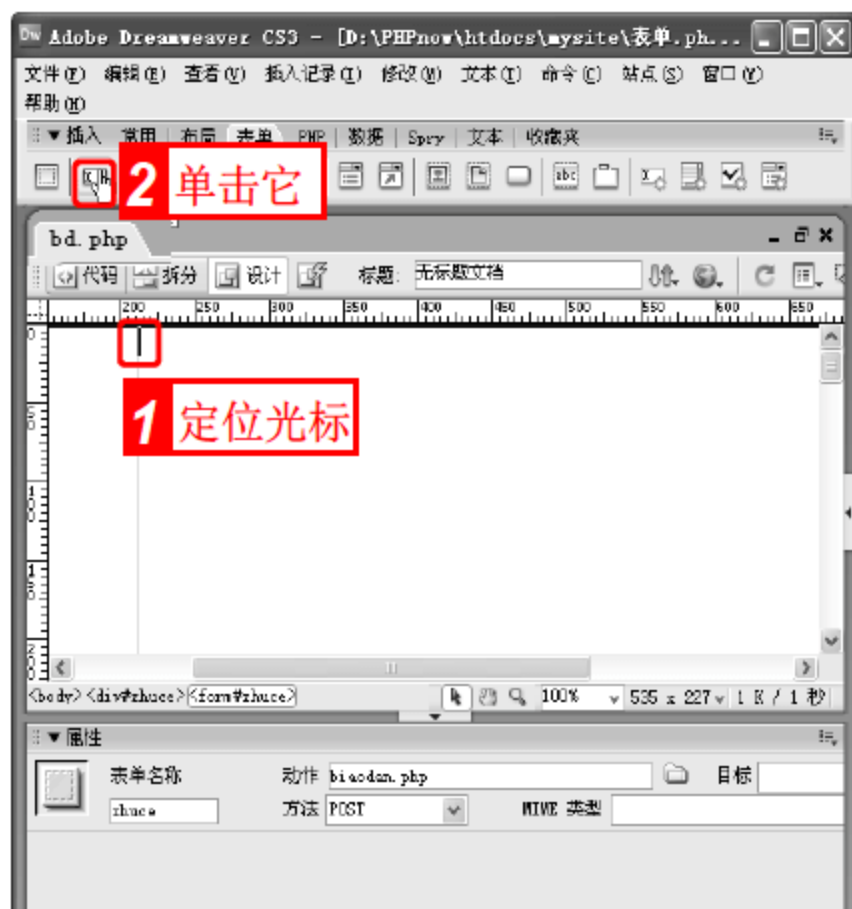 Adobe Dreamweaver CS3 - [D:\PHPnow\htdocs\mysite\表单.ph...
文件(F) 编辑(E) 查看(V) 插入记录(I) 修改(M) 文本(T) 命令(C) 站点(S) 窗口(W)
帮助(H)
▼插入 常用 布局 表单 PHP 数据 Spry 文本 收藏夹
2 单击它
bd.php
代码 拆分 设计 标题: 无标题文档
200 250 300 350 400 450 500 550 600 650
0
1 定位光标
50
100
150
200
<body><div#zhuce><form#zhuce> 100% 535 x 227 1 K / 1 秒
▼属性
表单名称 动作 biaodan.php 目标
zhuce 方法 POST MIME 类型